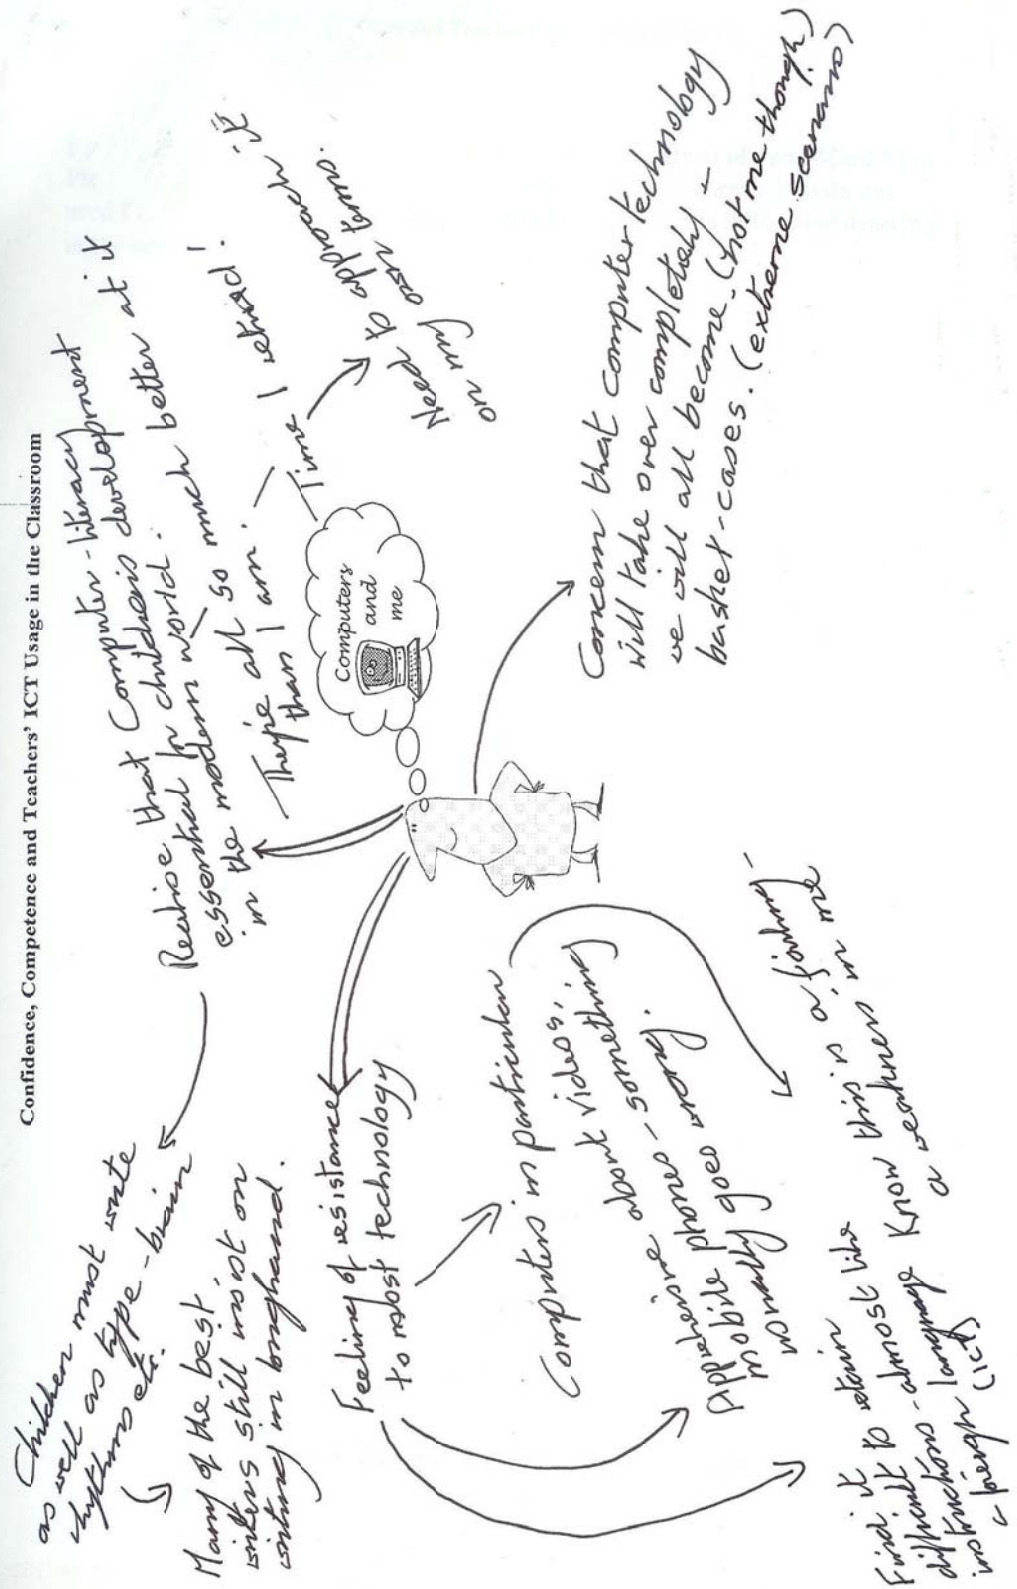 Confidence, Competence and Teachers' ICT Usage in the Classroom
Children must write
as well as type - brain
rhythms etc.
Many of the best
writers still insist on
writing in longhand.
Realise that Computer-literacy
essential for children's development
in the modern world.
They're all so much better at it
than I am.
Time I retired!
Need to approach it
on my own terms.
Computers
and
me
Feeling of resistance
to most technology
Computers in particular
Apprehensive about videos,
mobile phones - something
normally goes wrong.
Find it
difficult to retain
instructions - almost like
a foreign language
(ICT)
Know this is a failing -
a weakness in me
Concern that computer technology
will take over completely -
we will all become (not me though)
basket-cases. (extreme scenario)